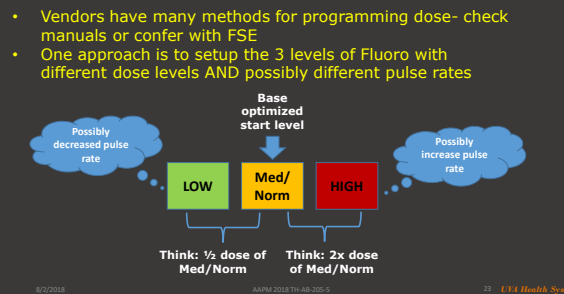 • Vendors have many methods for programming dose- check
manuals or confer with FSE
• One approach is to setup the 3 levels of Fluoro with
different dose levels AND possibly different pulse rates
Base
optimized
start level
Possibly
decreased pulse
rate
Possibly
increase pulse
rate
LOW
Med/
Norm
HIGH
Think: ½ dose of
Med/Norm
Think: 2x dose
of Med/Norm
8/2/2018
AAPM 2018 TH-AB-205-5
23
UVA Health Sys